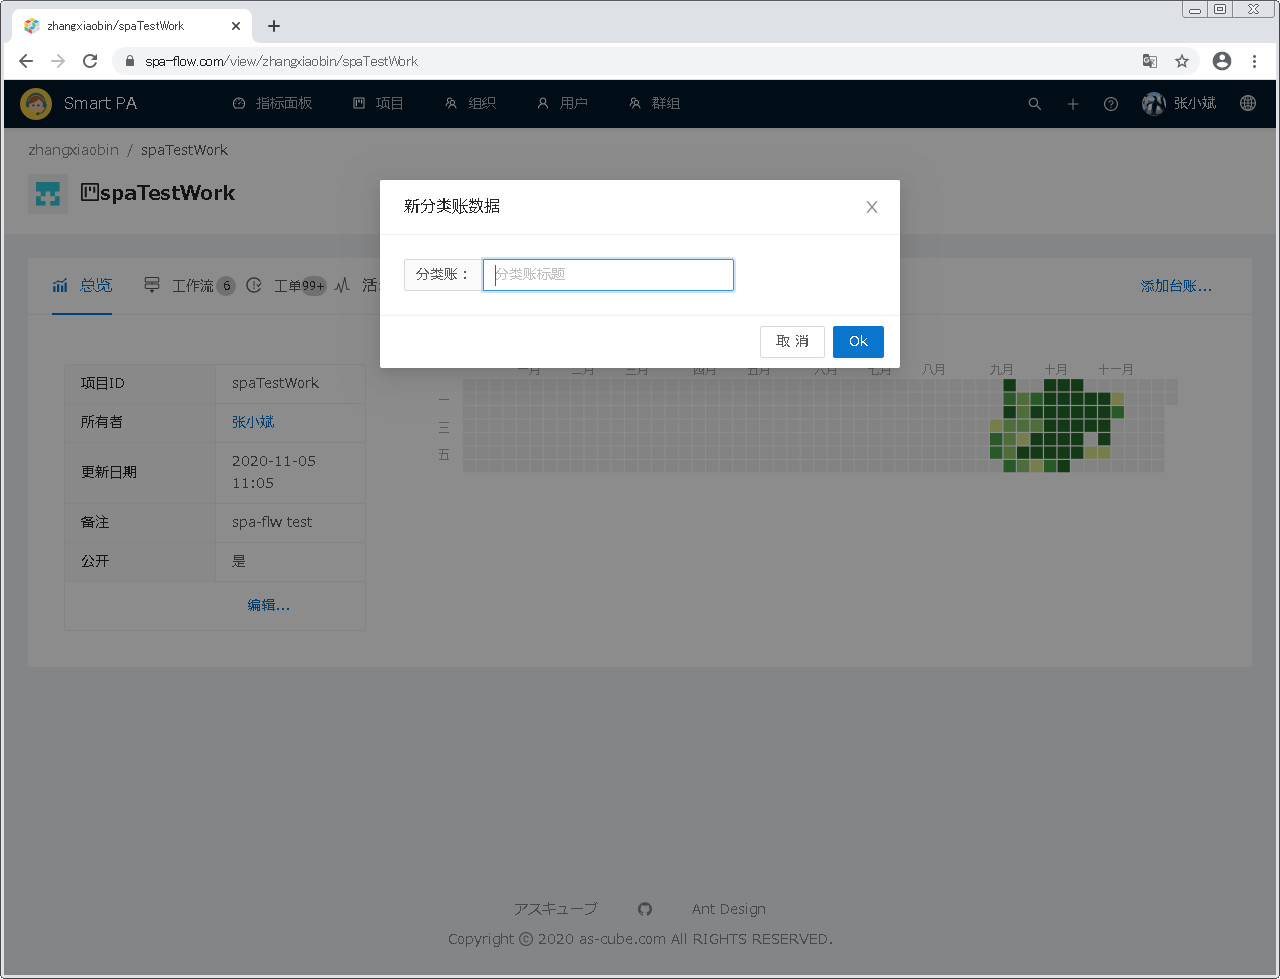 zhangxiaobin/spaTestWork
spa-flow.com/view/zhangxiaobin/spaTestWork
Smart PA 指标面板 项目 组织 用户 群组 张小斌
zhangxiaobin / spaTestWork
spaTestWork
新分类账数据
分类账： 分类账标题
取 消 Ok
总览 工作流 6 工单 99+ 活 添加台账...
一月 二月 三月 四月 五月 六月 七月 八月 九月 十月 十一月
一
三
五
项目ID spaTestWork
所有者 张小斌
更新日期 2020-11-05
11:05
备注 spa-flw test
公开 是
编辑...
アスキューブ Ant Design
Copyright © 2020 as-cube.com All RIGHTS RESERVED.